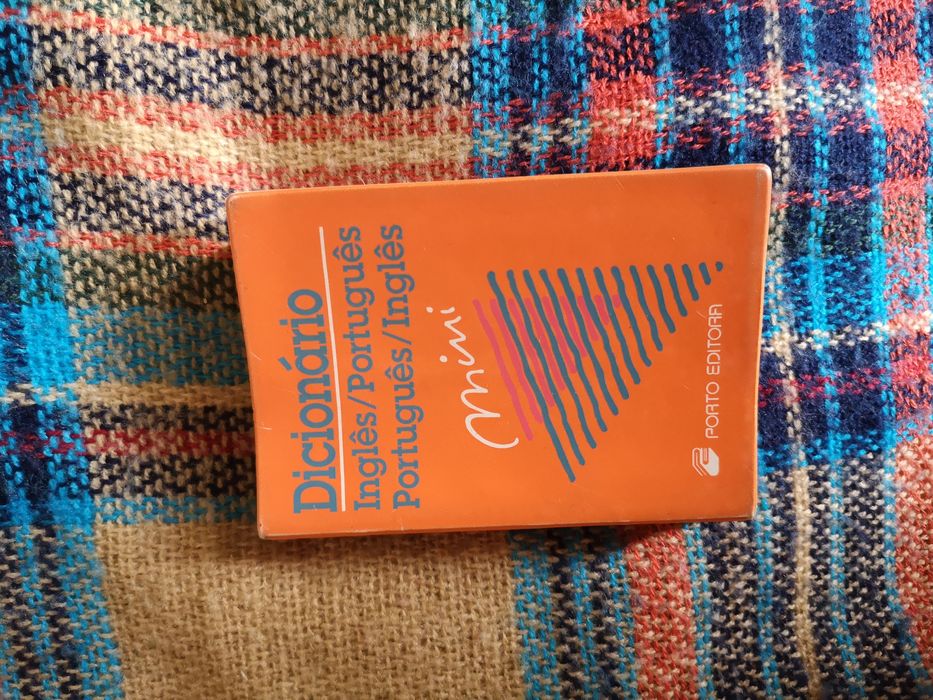 Dicionário
Inglês/Português
Português/Inglês
mini
PORTO EDITORA